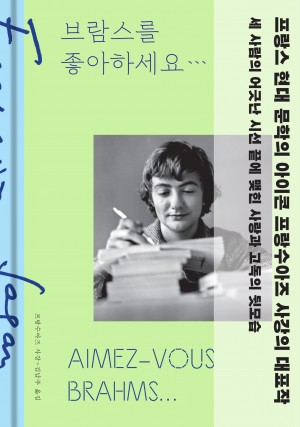 브람스를
좋아하세요…
프랑스 현대 문학의 아이콘 프랑수아즈 사강의 대표작
세 사람의 어긋난 시선 끝에 맺힌 사랑과 고독의 뒷모습
Sagan
프랑수아즈 사강 · 김남주 옮김
AIMEZ-VOUS
BRAHMS...